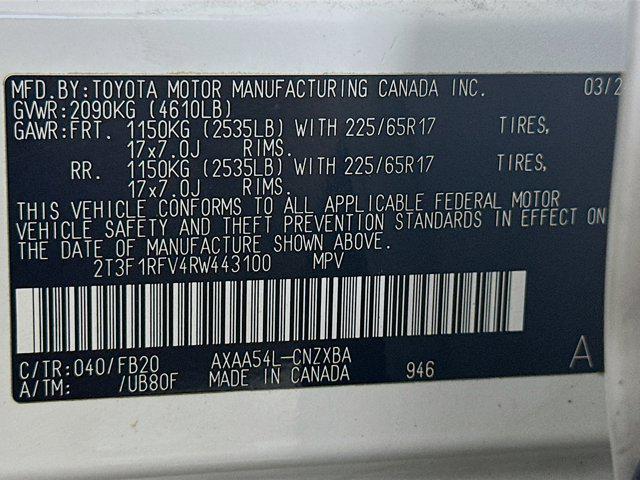 MFD.BY:TOYOTA MOTOR MANUFACTURING CANADA INC. 03/2
GVWR:2090KG (4610LB)
GAWR:FRT. 1150KG (2535LB) WITH 225/65R17 TIRES,
17x7.0J RIMS.
RR. 1150KG (2535LB) WITH 225/65R17 TIRES,
17x7.0J RIMS.
THIS VEHICLE CONFORMS TO ALL APPLICABLE FEDERAL MOTOR
VEHICLE SAFETY AND THEFT PREVENTION STANDARDS IN EFFECT ON
THE DATE OF MANUFACTURE SHOWN ABOVE.
2T3F1RFV4RW443100 MPV
C/TR:040/FB20 AXAA54L-CNZXBA A
A/TM: /UB80F MADE IN CANADA 946